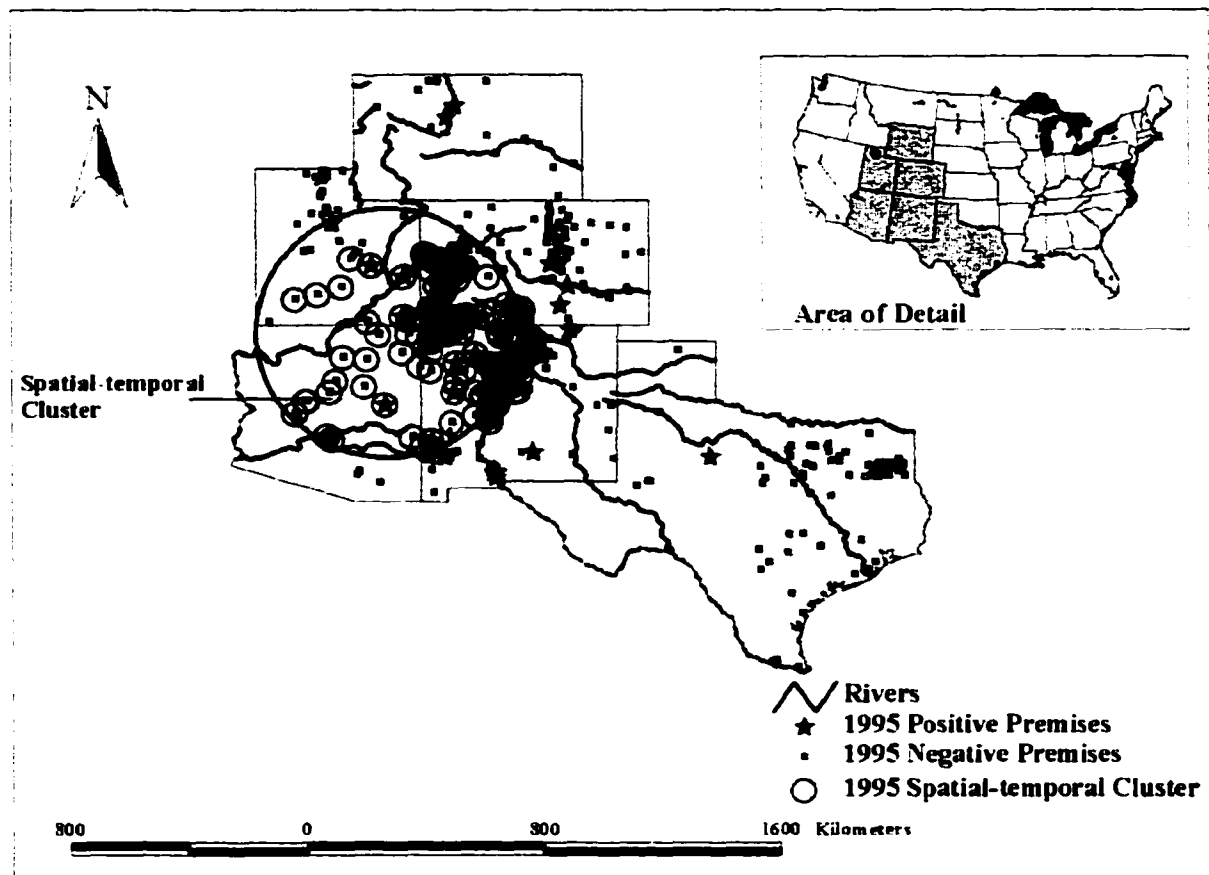 N
Area of Detail
Spatial-temporal
Cluster
Rivers
1995 Positive Premises
1995 Negative Premises
1995 Spatial-temporal Cluster
800 0 800 1600 Kilometers